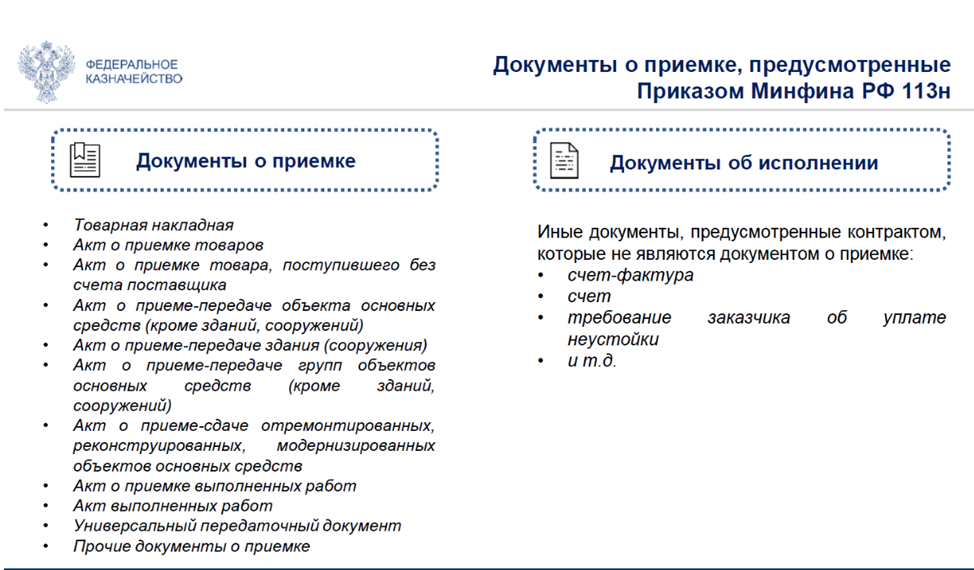 ФЕДЕРАЛЬНОЕ
КАЗНАЧЕЙСТВО
Документы о приемке, предусмотренные
Приказом Минфина РФ 113н
Документы о приемке
• Товарная накладная
• Акт о приемке товаров
• Акт о приемке товара, поступившего без
счета поставщика
• Акт о приеме-передаче объекта основных
средств (кроме зданий, сооружений)
• Акт о приеме-передаче здания (сооружения)
• Акт о приеме-передаче групп объектов
основных средств (кроме зданий,
сооружений)
• Акт о приеме-сдаче отремонтированных,
реконструированных, модернизированных
объектов основных средств
• Акт о приемке выполненных работ
• Акт выполненных работ
• Универсальный передаточный документ
• Прочие документы о приемке
Документы об исполнении
Иные документы, предусмотренные контрактом,
которые не являются документом о приемке:
• счет-фактура
• счет
• требование заказчика об уплате
неустойки
• и т.д.